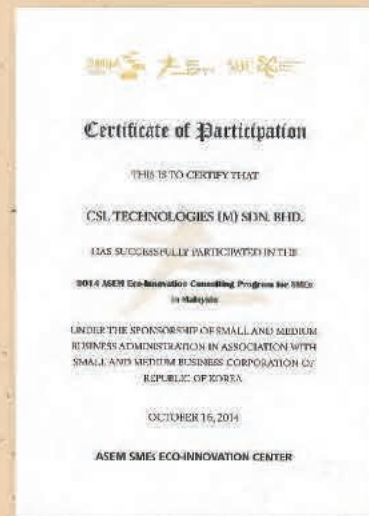 Certificate of Participation
THIS IS TO CERTIFY THAT
CSL TECHNOLOGIES (M) SDN. BHD.
HAS SUCCESSFULLY PARTICIPATED IN THE
2014 ASEM Eco-Innovation Consulting Program for SMEs
in Malaysia
UNDER THE SPONSORSHIP OF SMALL AND MEDIUM
BUSINESS ADMINISTRATION IN ASSOCIATION WITH
SMALL AND MEDIUM BUSINESS CORPORATION OF
REPUBLIC OF KOREA
OCTOBER 16, 2014
ASEM SMEs ECO-INNOVATION CENTER